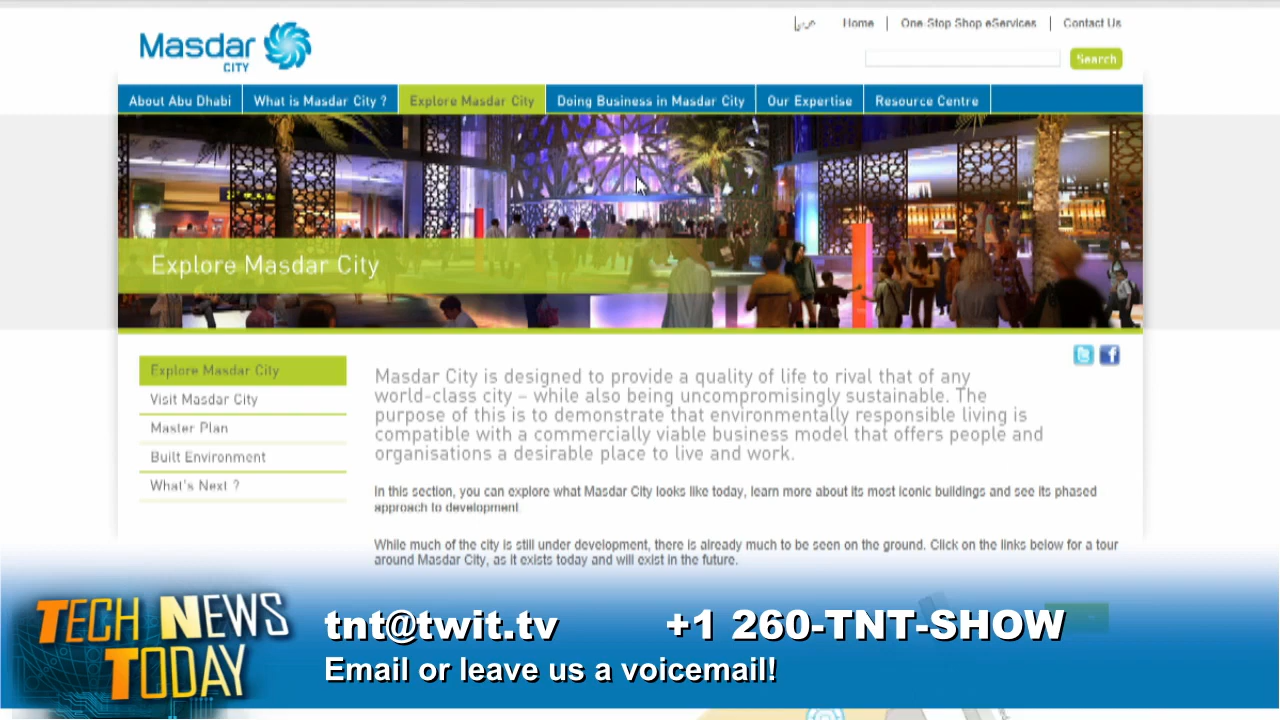 Masdar
CITY
Home
One-Stop Shop eServices
Contact Us
Search
About Abu Dhabi
What is Masdar City ?
Explore Masdar City
Doing Business in Masdar City
Our Expertise
Resource Centre
Explore Masdar City
Explore Masdar City
Visit Masdar City
Master Plan
Built Environment
What's Next ?
Masdar City is designed to provide a quality of life to rival that of any
world-class city – while also being uncompromisingly sustainable. The
purpose of this is to demonstrate that environmentally responsible living is
compatible with a commercially viable business model that offers people and
organisations a desirable place to live and work.
In this section, you can explore what Masdar City looks like today, learn more about its most iconic buildings and see its phased
approach to development
While much of the city is still under development, there is already much to be seen on the ground. Click on the links below for a tour
around Masdar City, as it exists today and will exist in the future.
TECH NEWS
TODAY
tnt@twit.tv
+1 260-TNT-SHOW
Email or leave us a voicemail!